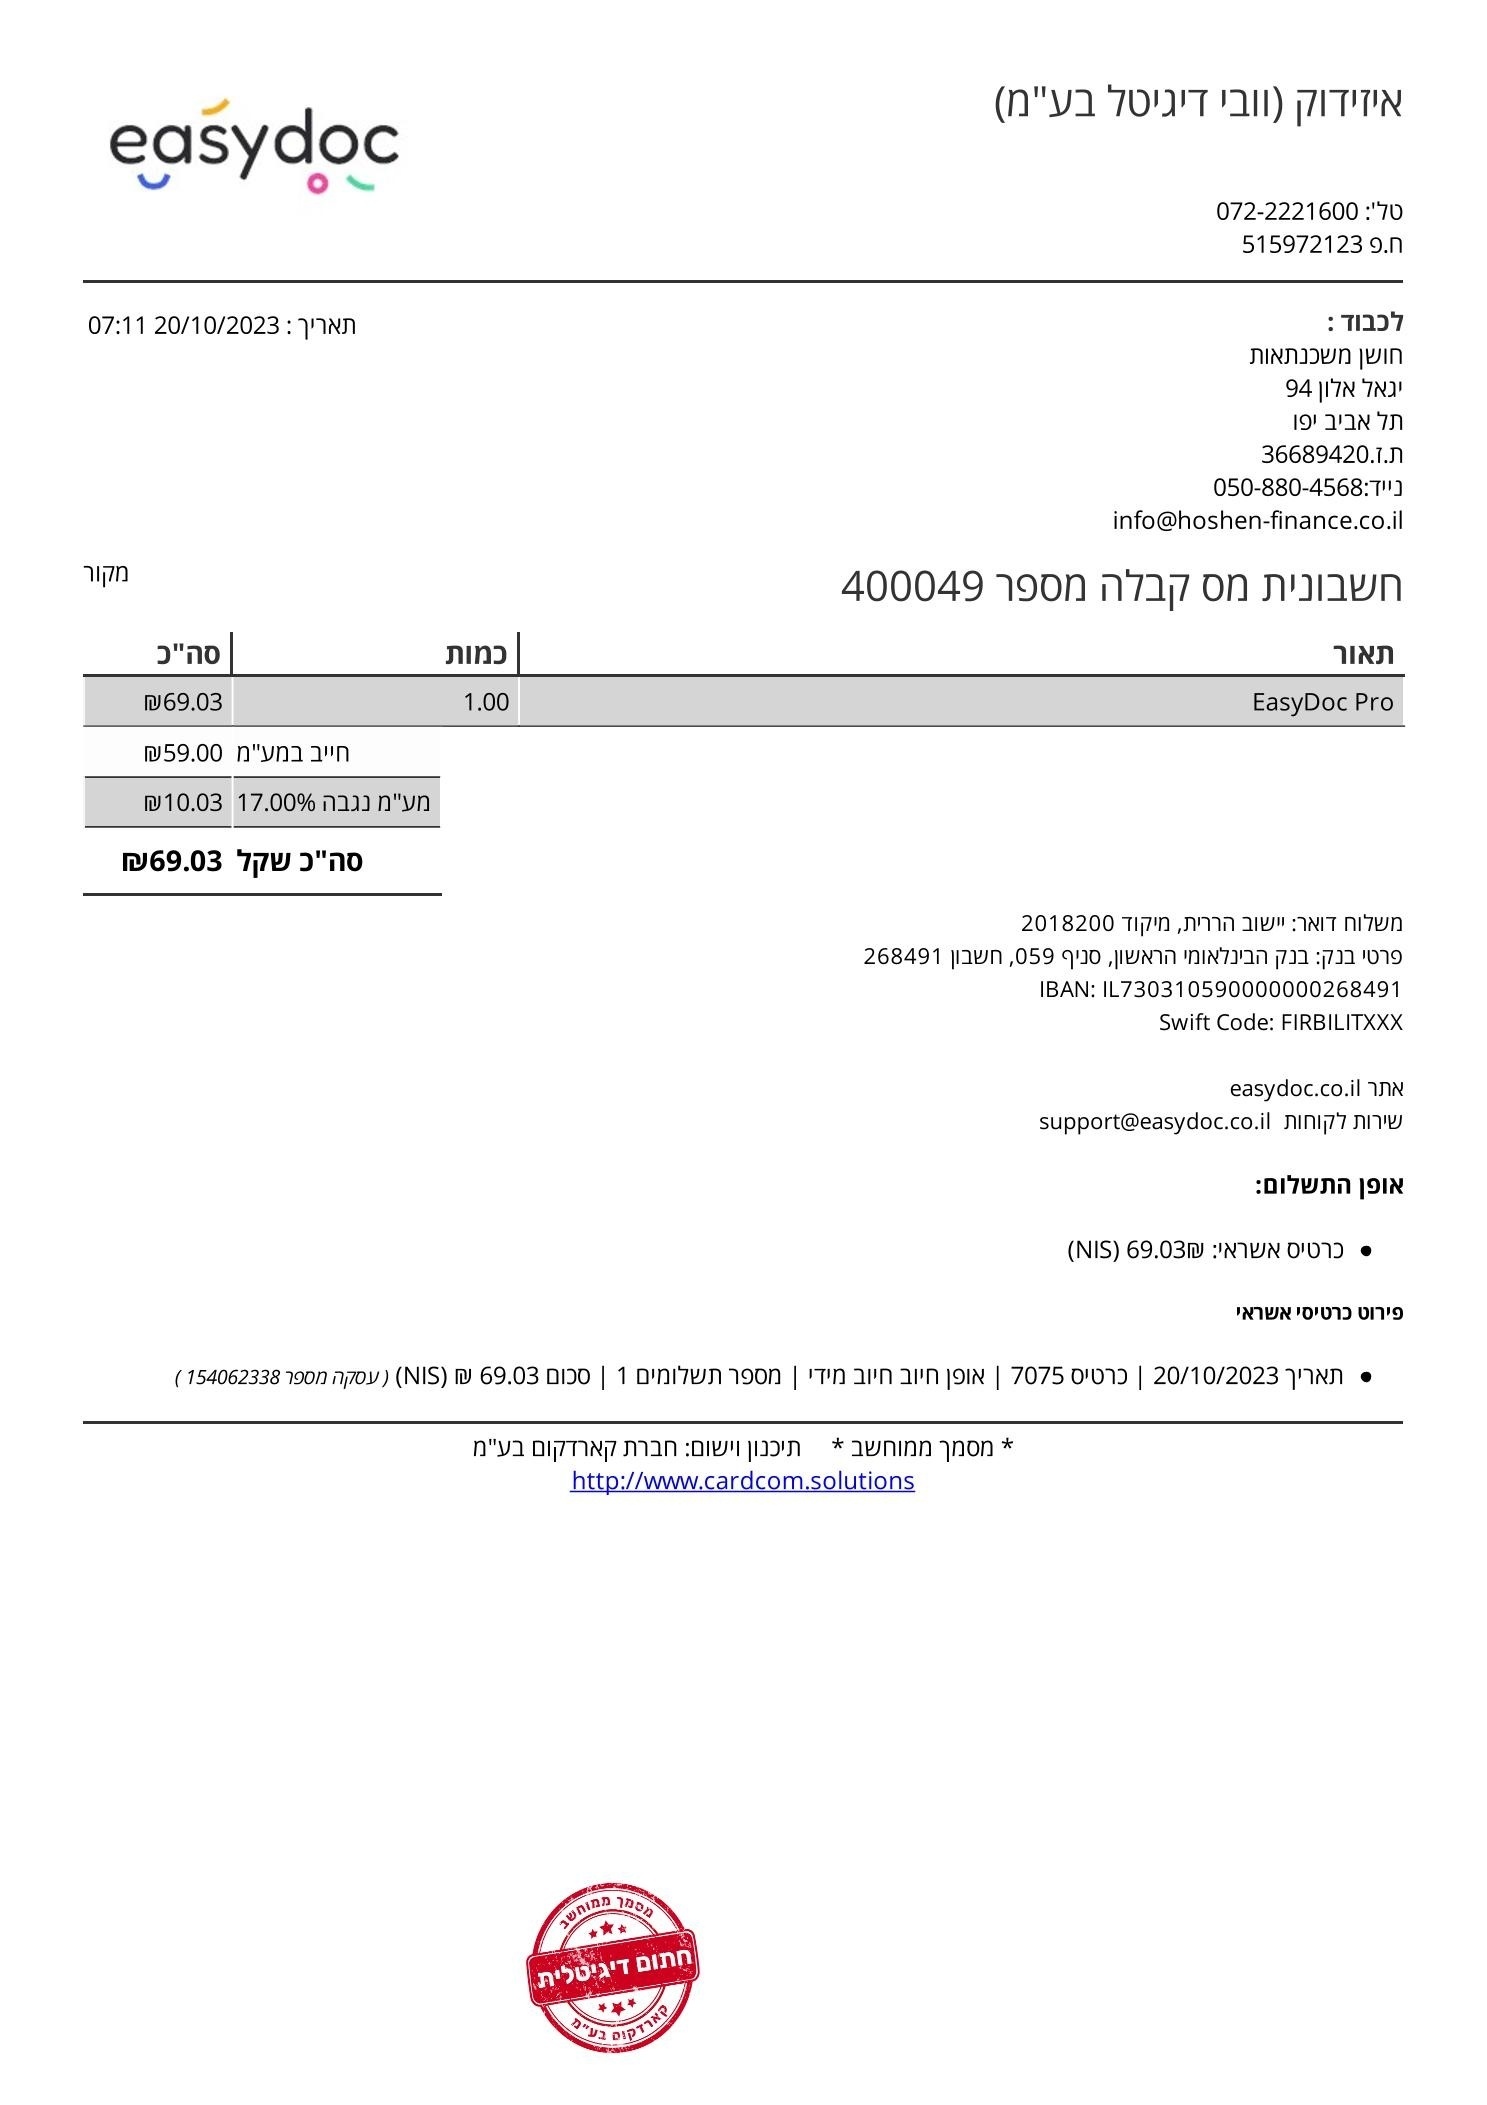 איזידוק (וובי דיגיטל בע"מ)
easydoc
טל': 072-2221600
ח.פ 515972123
לכבוד :
תאריך : 20/10/2023 07:11
חושן משכנתאות
יגאל אלון 94
תל אביב יפו
ת.ז.36689420
נייד:050-880-4568
info@hoshen-finance.co.il
חשבונית מס קבלה מספר 400049
מקור
תאור כמות סה"כ
EasyDoc Pro 1.00 ₪69.03
חייב במע"מ ₪59.00
מע"מ נגבה 17.00% ₪10.03
סה"כ שקל ₪69.03
משלוח דואר: יישוב הררית, מיקוד 2018200
פרטי בנק: בנק הבינלאומי הראשון, סניף 059, חשבון 268491
IBAN: IL730310590000000268491
Swift Code: FIRBILITXXX
אתר easydoc.co.il
שירות לקוחות support@easydoc.co.il
אופן התשלום:
• כרטיס אשראי: ₪69.03 (NIS)
פירוט כרטיסי אשראי
• תאריך 20/10/2023 | כרטיס 7075 | אופן חיוב חיוב מידי | מספר תשלומים 1 | סכום 69.03 ₪ (NIS) ( עסקה מספר 154062338 )
* מסמך ממוחשב * תיכנון וישום: חברת קארדקום בע"מ
http://www.cardcom.solutions
מסמך ממוחשב
חתום דיגיטלית
קארדקום בע"מ